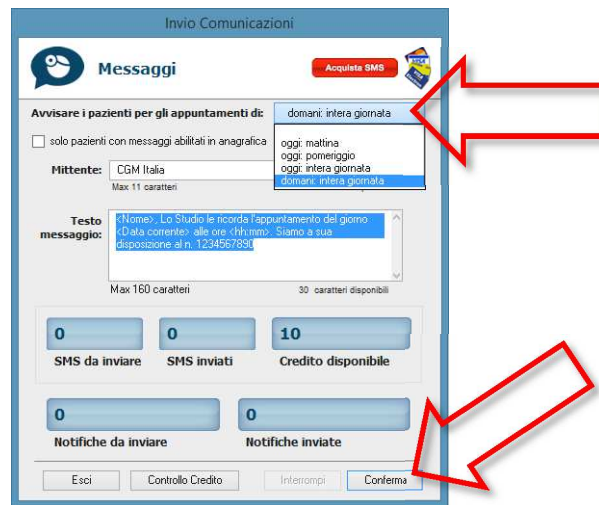 Invio Comunicazioni
Messaggi
Acquista SMS
VISA
Avvisare i pazienti per gli appuntamenti di: domani: intera giornata
solo pazienti con messaggi abilitati in anagrafica
oggi: mattina
oggi: pomeriggio
oggi: intera giornata
domani: intera giornata
Mittente: CGM Italia
Max 11 caratteri
Testo messaggio:
<Nome>, Lo Studio le ricorda l'appuntamento del giorno
<Data corrente> alle ore <hh:mm>. Siamo a sua
disposizione al n. 1234567890
Max 160 caratteri 30 caratteri disponibili
0 0 10
SMS da inviare SMS inviati Credito disponibile
0 0
Notifiche da inviare Notifiche inviate
Esci Controllo Credito Interrompi Conferma